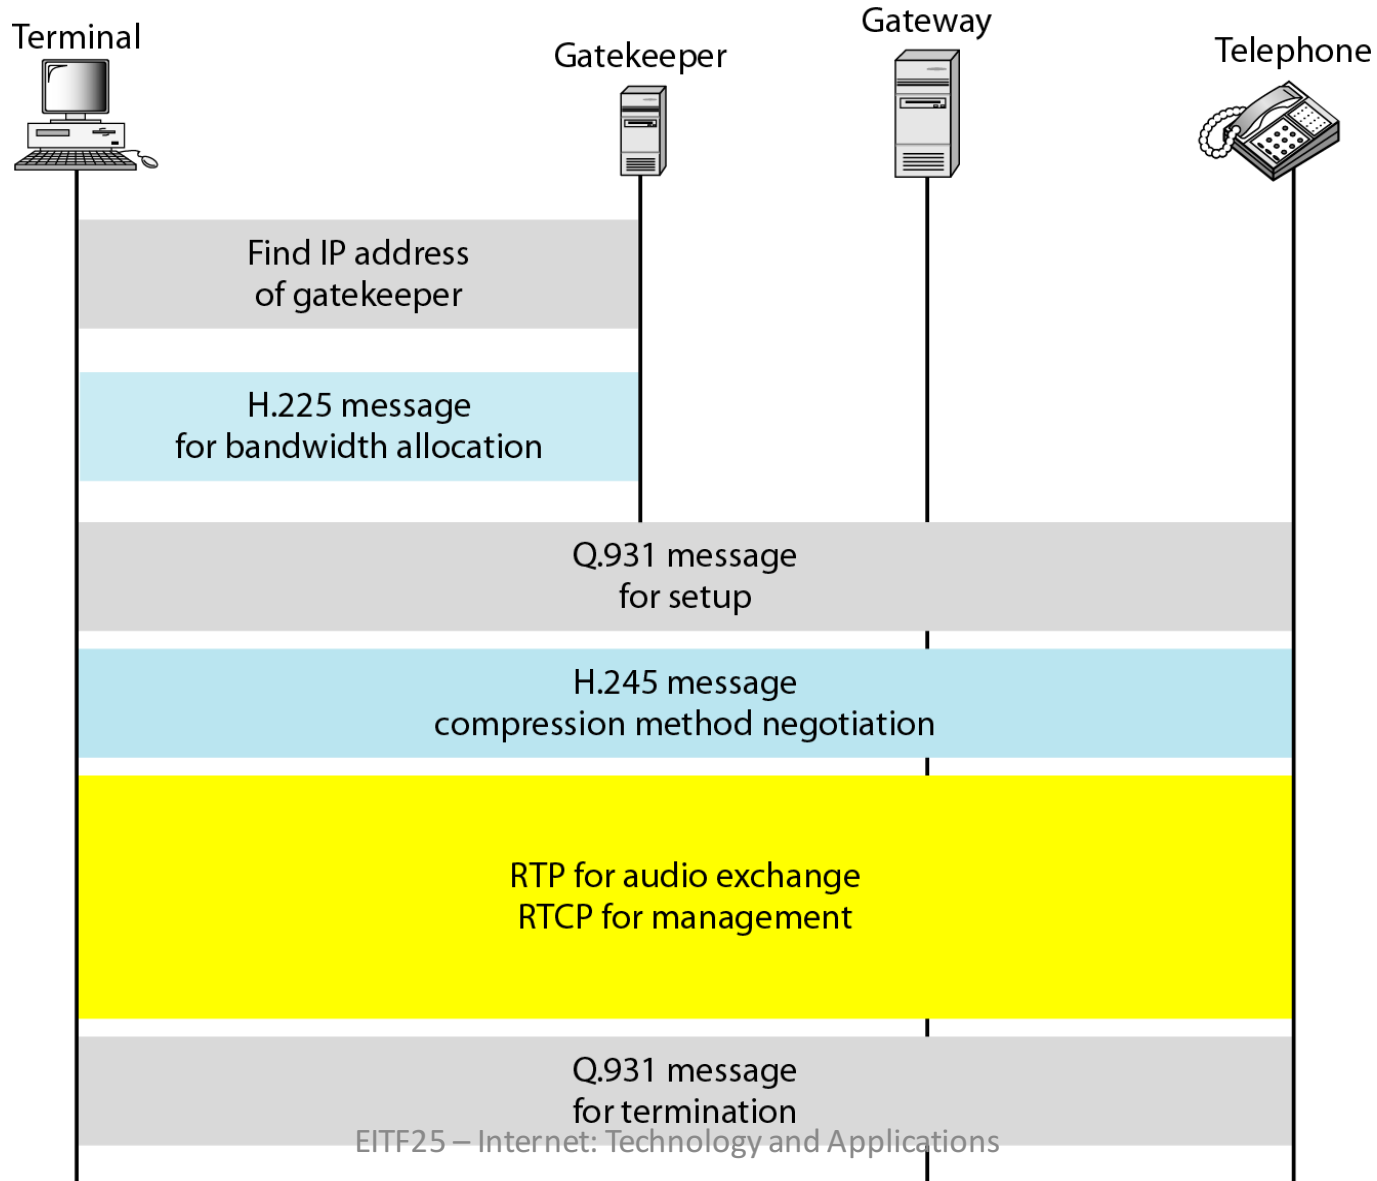 Terminal
Gatekeeper
Gateway
Telephone
Find IP address
of gatekeeper
H.225 message
for bandwidth allocation
Q.931 message
for setup
H.245 message
compression method negotiation
RTP for audio exchange
RTCP for management
Q.931 message
for termination
EITF25 – Internet: Technology and Applications